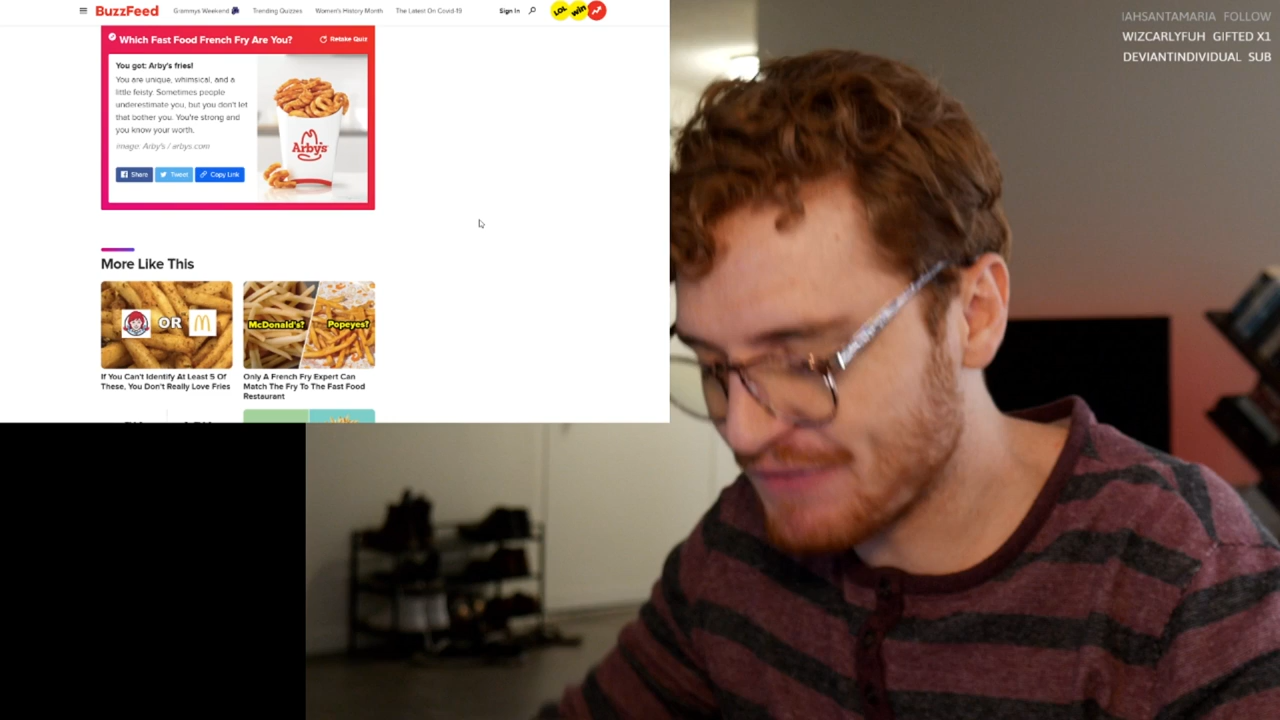 BuzzFeed
Grammys Weekend
Trending Quizzes
Women's History Month
The Latest On Covid-19
Sign In
LOL
win
IAHSANTAMARIA FOLLOW
WIZCARLYFUH GIFTED X1
DEVIANTINDIVIDUAL SUB
Which Fast Food French Fry Are You?
Retake Quiz
You got: Arby's fries!
You are unique, whimsical, and a
little feisty. Sometimes people
underestimate you, but you don't let
that bother you. You're strong and
you know your worth.
image: Arby's / arbys.com
Arby's
Share
Tweet
Copy Link
More Like This
OR
McDonald's?
Popeyes?
If You Can't Identify At Least 5 Of
These, You Don't Really Love Fries
Only A French Fry Expert Can
Match The Fry To The Fast Food
Restaurant